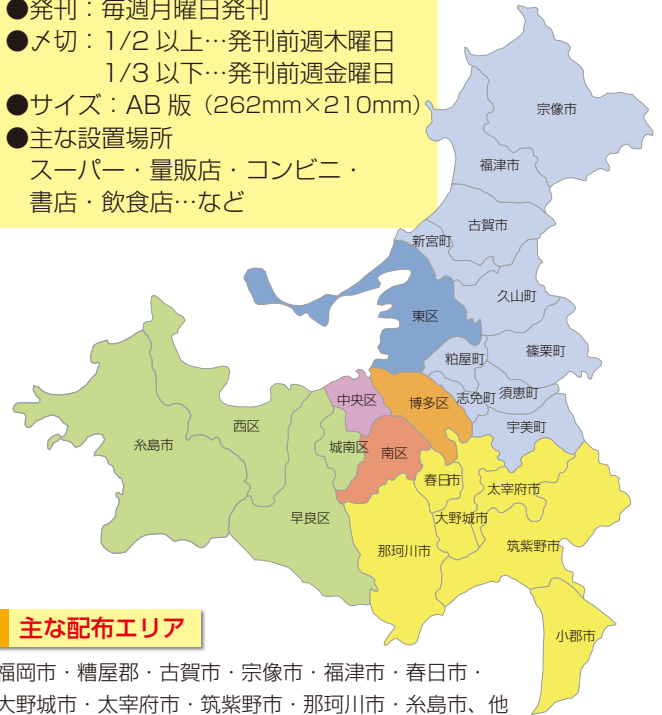 ●発刊：毎週月曜日発刊
●〆切：1/2 以上…発刊前週木曜日
1/3 以下…発刊前週金曜日
●サイズ：AB 版（262mm×210mm）
●主な設置場所
スーパー・量販店・コンビニ・
書店・飲食店…など
宗像市
福津市
古賀市
新宮町
久山町
東区
篠栗町
粕屋町
須恵町
志免町
中央区
博多区
宇美町
西区
城南区
南区
糸島市
春日市
太宰府市
早良区
大野城市
那珂川市
筑紫野市
小郡市
主な配布エリア
福岡市・糟屋郡・古賀市・宗像市・福津市・春日市・
大野城市・太宰府市・筑紫野市・那珂川市・糸島市、他